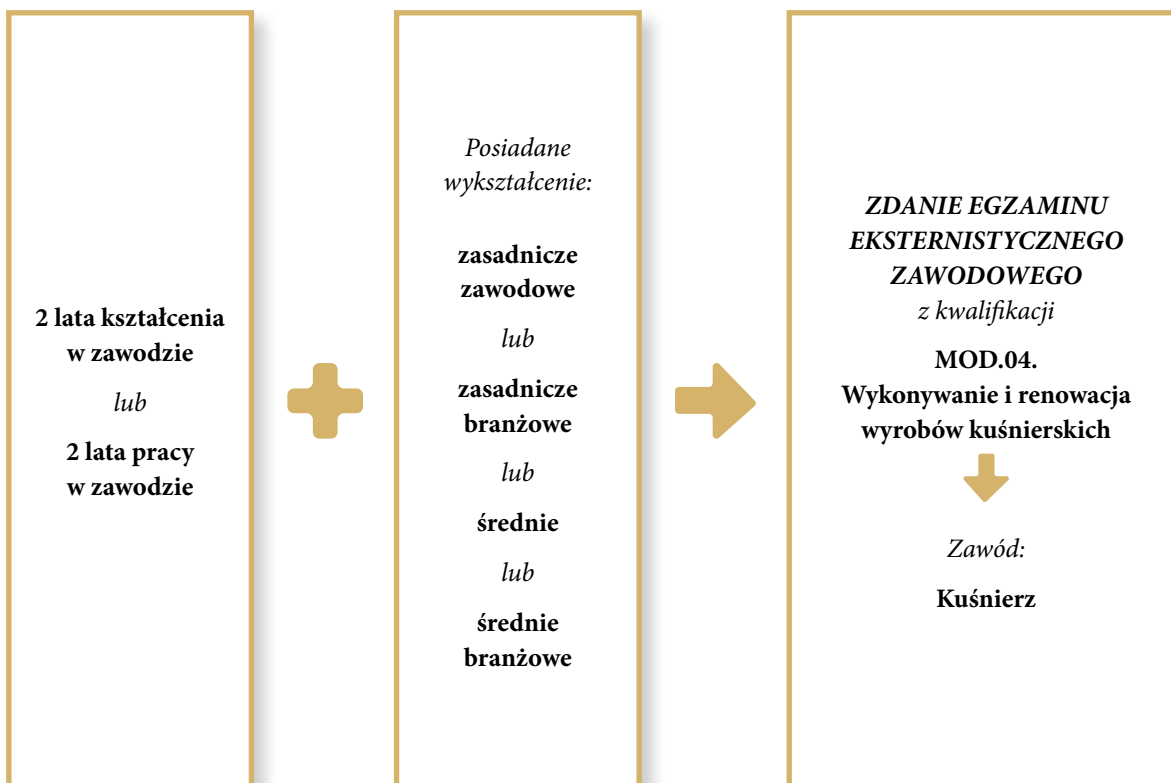 2 lata kształcenia
w zawodzie
lub
2 lata pracy
w zawodzie
Posiadane
wykształcenie:
zasadnicze
zawodowe
lub
zasadnicze
branżowe
lub
średnie
lub
średnie
branżowe
ZDANIE EGZAMINU
EKSTERNISTYCZNEGO
ZAWODOWEGO
z kwalifikacji
MOD.04.
Wykonywanie i renowacja
wyrobów kuśnierskich
Zawód:
Kuśnierz